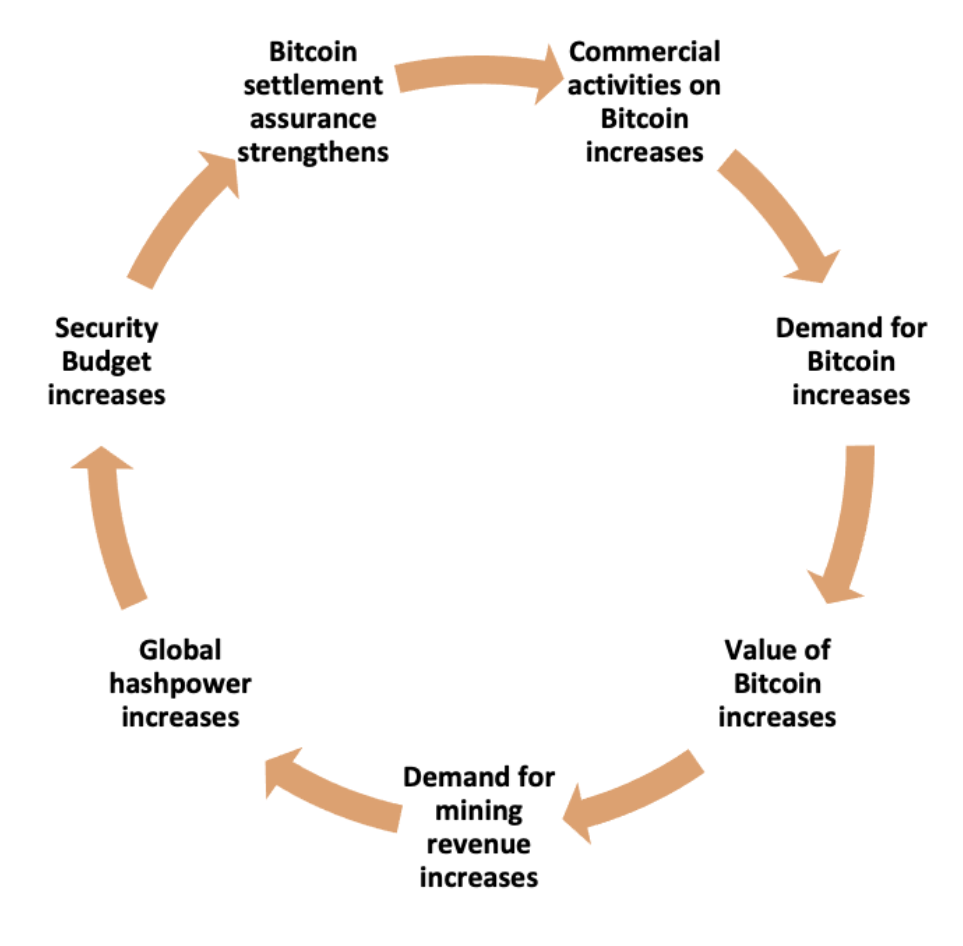 Bitcoin
settlement
assurance
strengthens
Commercial
activities on
Bitcoin
increases
Demand for
Bitcoin
increases
Value of
Bitcoin
increases
Demand for
mining
revenue
increases
Global
hashpower
increases
Security
Budget
increases